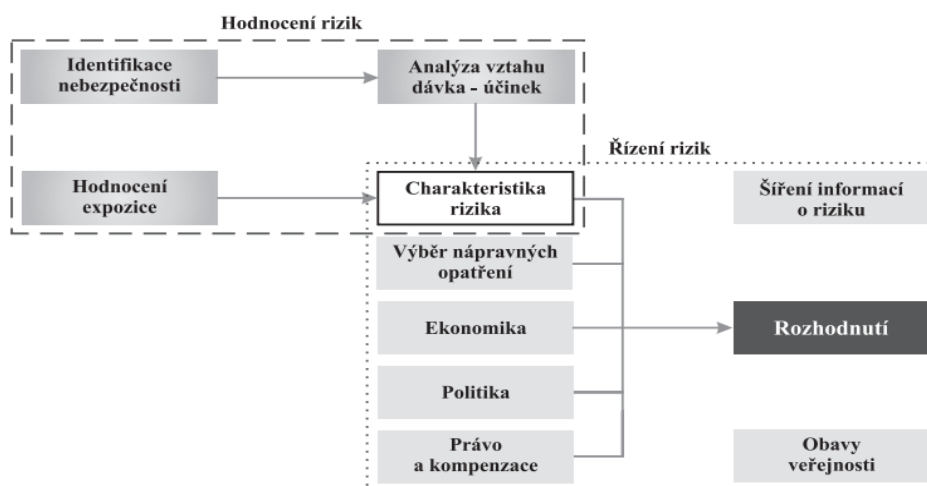 Hodnocení rizik
Identifikace
nebezpečnosti
Analýza vztahu
dávka - účinek
Řízení rizik
Hodnocení
expozice
Charakteristika
rizika
Šíření informací
o riziku
Výběr nápravných
opatření
Ekonomika
Rozhodnutí
Politika
Právo
a kompenzace
Obavy
veřejnosti